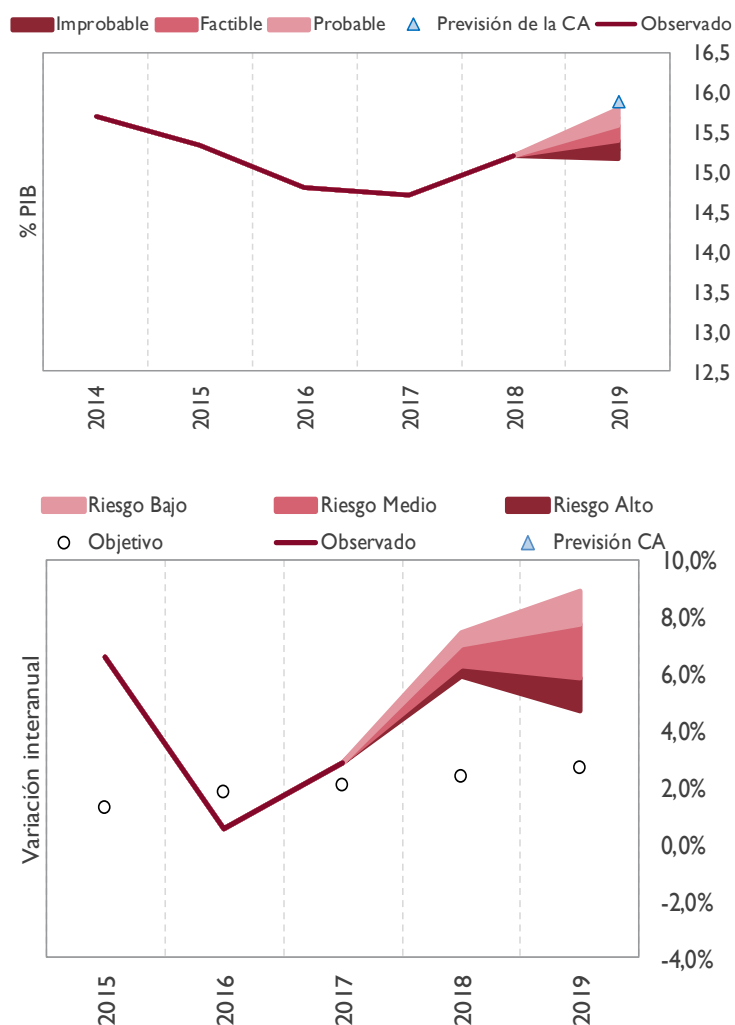 Improbable Factible Probable Previsión de la CA Observado
16,5
16,0
15,5
15,0
14,5
14,0
13,5
13,0
12,5
% PIB
2014 2015 2016 2017 2018 2019
Riesgo Bajo Riesgo Medio Riesgo Alto
Objetivo Observado Previsión CA
10,0%
8,0%
6,0%
4,0%
2,0%
0,0%
-2,0%
-4,0%
Variación interanual
2015 2016 2017 2018 2019